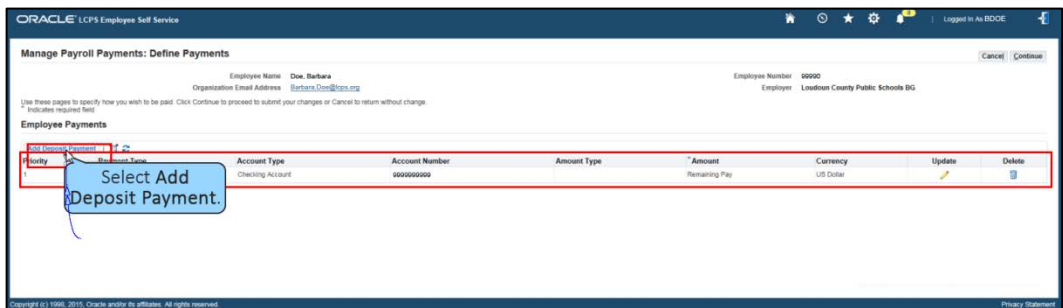 ORACLE LCPS Employee Self Service
Logged In As BDOE
Manage Payroll Payments: Define Payments
Cancel Continue
Employee Name Doe, Barbara Employee Number 99990
Organization Email Address Barbara.Doe@lcps.org Employer Loudoun County Public Schools BG
Use these pages to specify how you wish to be paid. Click Continue to proceed to submit your changes or Cancel to return without change.
* Indicates required field
Employee Payments
Add Deposit Payment
Priority Payment Type Account Type Account Number Amount Type *Amount Currency Update Delete
1 Checking Account 9999999999 Remaining Pay US Dollar
Select Add
Deposit Payment.
Copyright (c) 1998, 2015, Oracle and/or its affiliates. All rights reserved. Privacy Statement